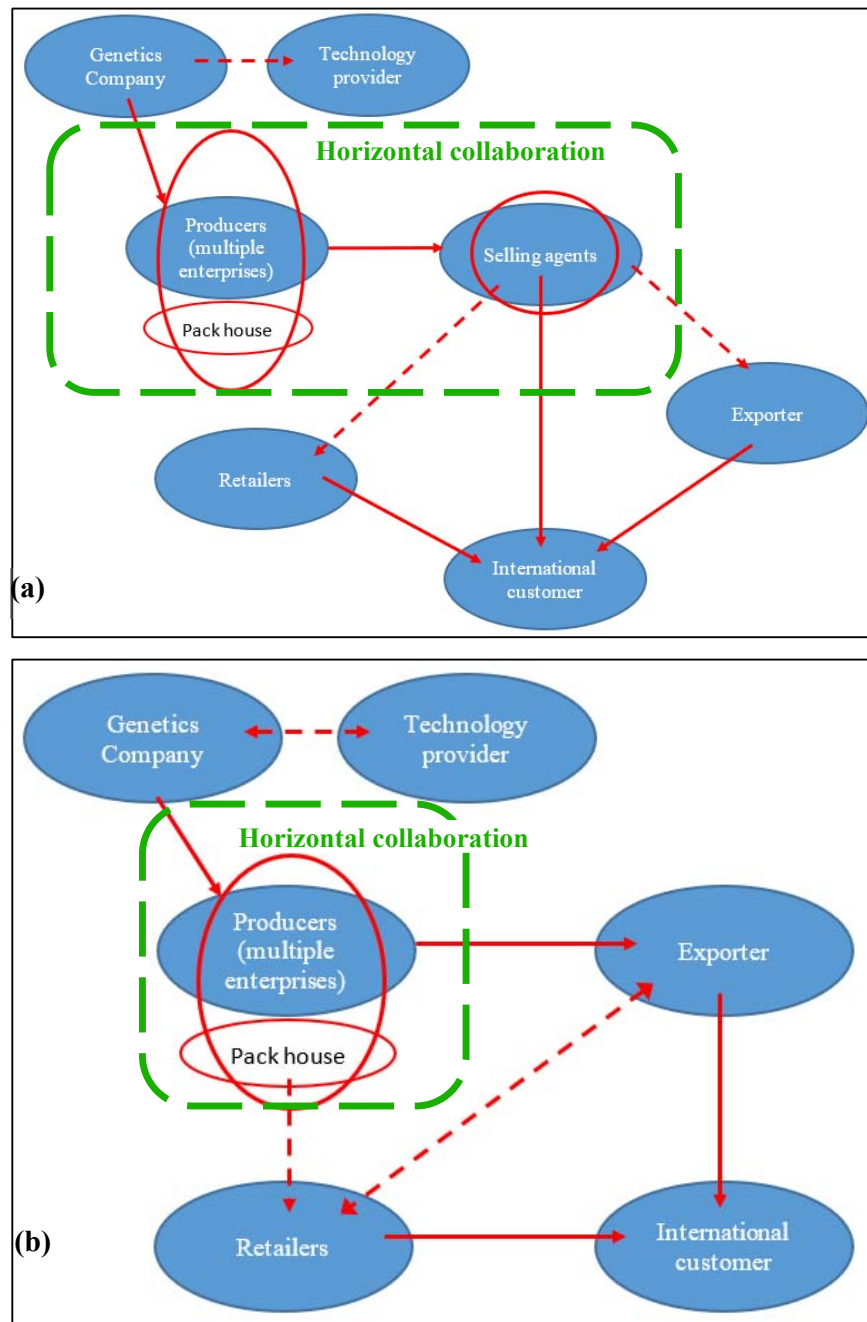 Genetics
Company
Technology
provider
Horizontal collaboration
Producers
(multiple
enterprises)
Selling agents
Pack house
Exporter
Retailers
International
customer
(a)
Genetics
Company
Technology
provider
Horizontal collaboration
Producers
(multiple
enterprises)
Exporter
Pack house
Retailers
International
customer
(b)